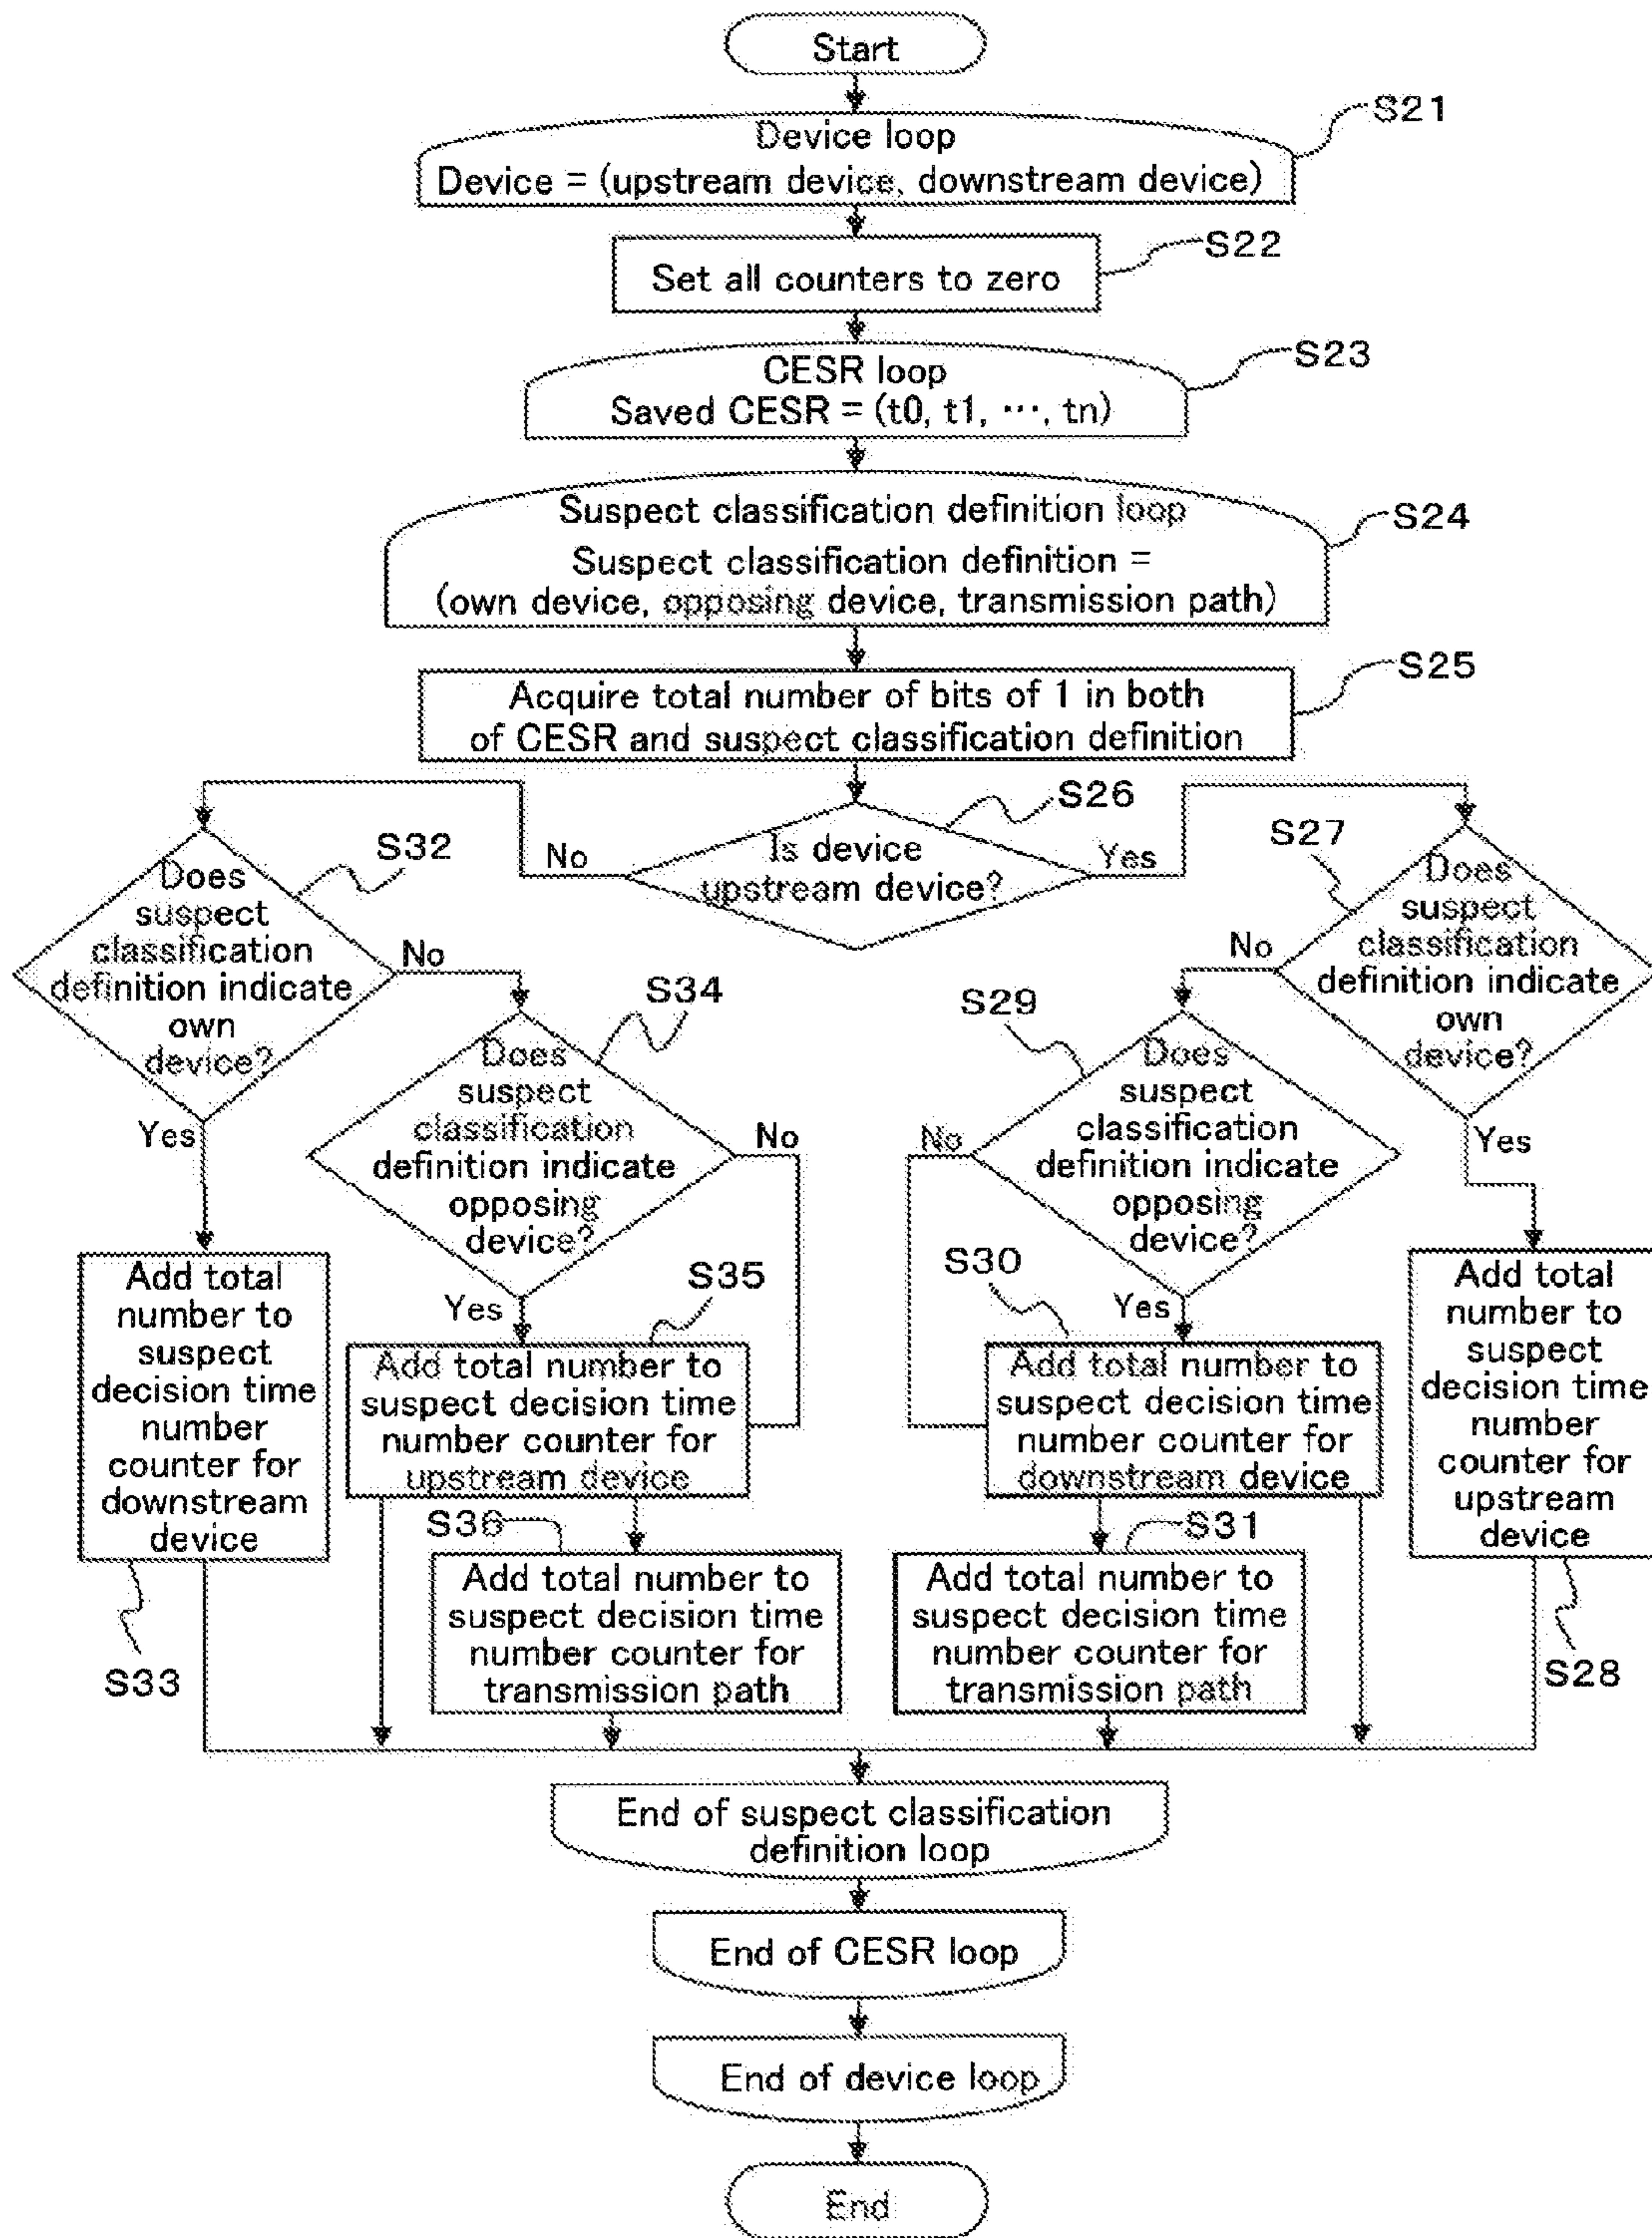 Start
S21
Device loop
Device = (upstream device, downstream device)
S22
Set all counters to zero
S23
CESR loop
Saved CESR = (t0, t1, ⋯, tn)
S24
Suspect classification definition loop
Suspect classification definition =
(own device, opposing device, transmission path)
S25
Acquire total number of bits of 1 in both
of CESR and suspect classification definition
S26
Is device
upstream device?
No
Yes
S32
Does
suspect
classification
definition indicate
own
device?
No
Yes
S27
Does
suspect
classification
definition indicate
own
device?
No
Yes
S34
Does
suspect
classification
definition indicate
opposing
device?
No
Yes
S29
Does
suspect
classification
definition indicate
opposing
device?
No
Yes
Add total
number to
suspect
decision time
number
counter for
downstream
device
S33
S35
Add total number to
suspect decision time
number counter for
upstream device
S30
Add total number to
suspect decision time
number counter for
downstream device
Add total
number to
suspect
decision time
number
counter for
upstream
device
S28
S36
Add total number to
suspect decision time
number counter for
transmission path
S31
Add total number to
suspect decision time
number counter for
transmission path
End of suspect classification
definition loop
End of CESR loop
End of device loop
End